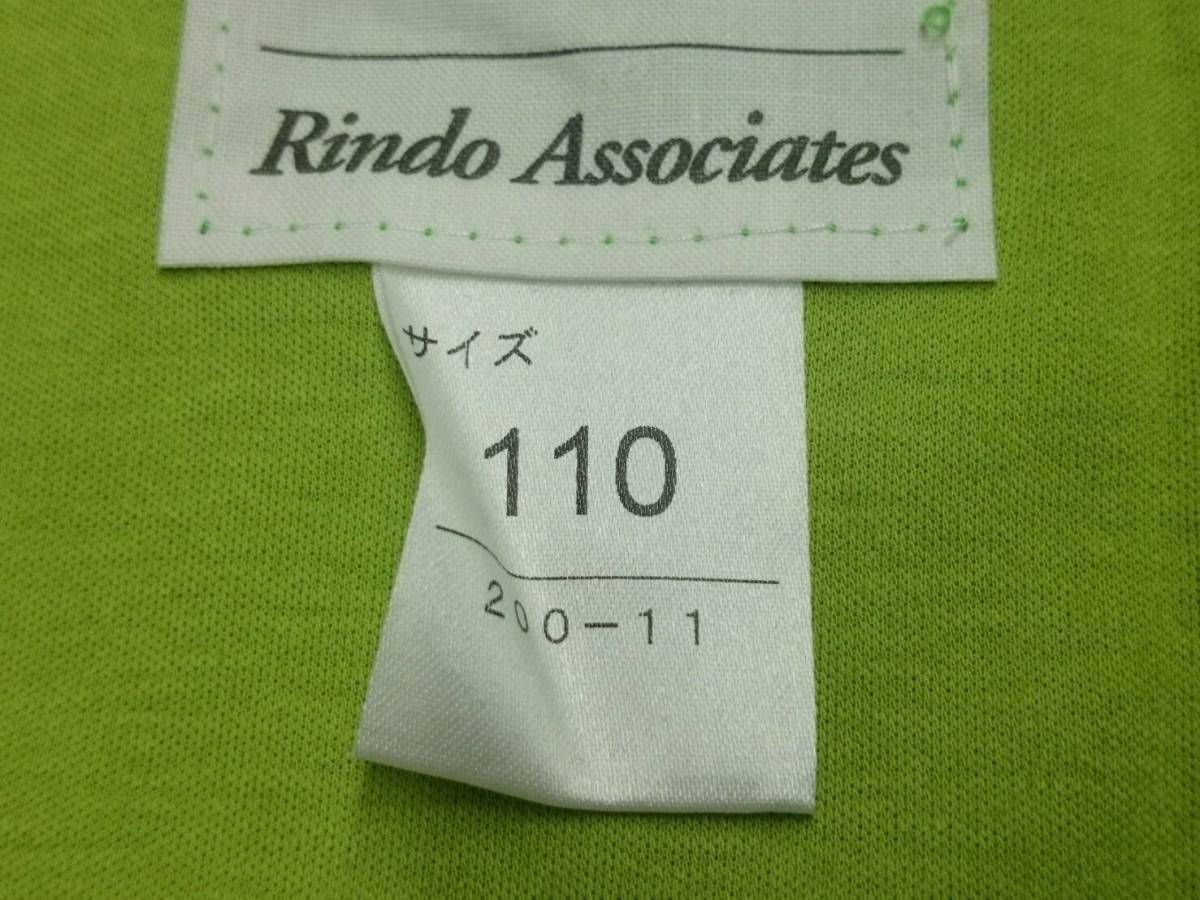 Rindo Associates
サイズ
110
200-11